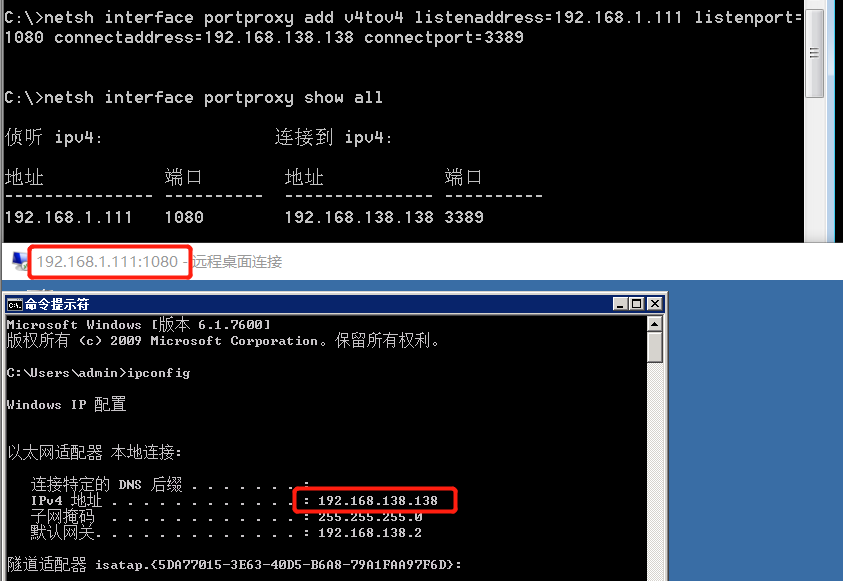 C:\>netsh interface portproxy add v4tov4 listenaddress=192.168.1.111 listenport=
1080 connectaddress=192.168.138.138 connectport=3389
C:\>netsh interface portproxy show all
侦听 ipv4:                 连接到 ipv4:
地址            端口        地址            端口
--------------- ----------  --------------- ----------
192.168.1.111   1080        192.168.138.138 3389
192.168.1.111:1080 - 远程桌面连接
命令提示符
Microsoft Windows [版本 6.1.7600]
版权所有 (c) 2009 Microsoft Corporation。保留所有权利。
C:\Users\admin>ipconfig
Windows IP 配置
以太网适配器 本地连接:
连接特定的 DNS 后缀 . . . . . . . :
IPv4 地址 . . . . . . . . . . . . : 192.168.138.138
子网掩码 . . . . . . . . . . . . : 255.255.255.0
默认网关. . . . . . . . . . . . . : 192.168.138.2
隧道适配器 isatap.{5DA77015-3E63-40D5-B6A8-79A1FAA97F6D}: